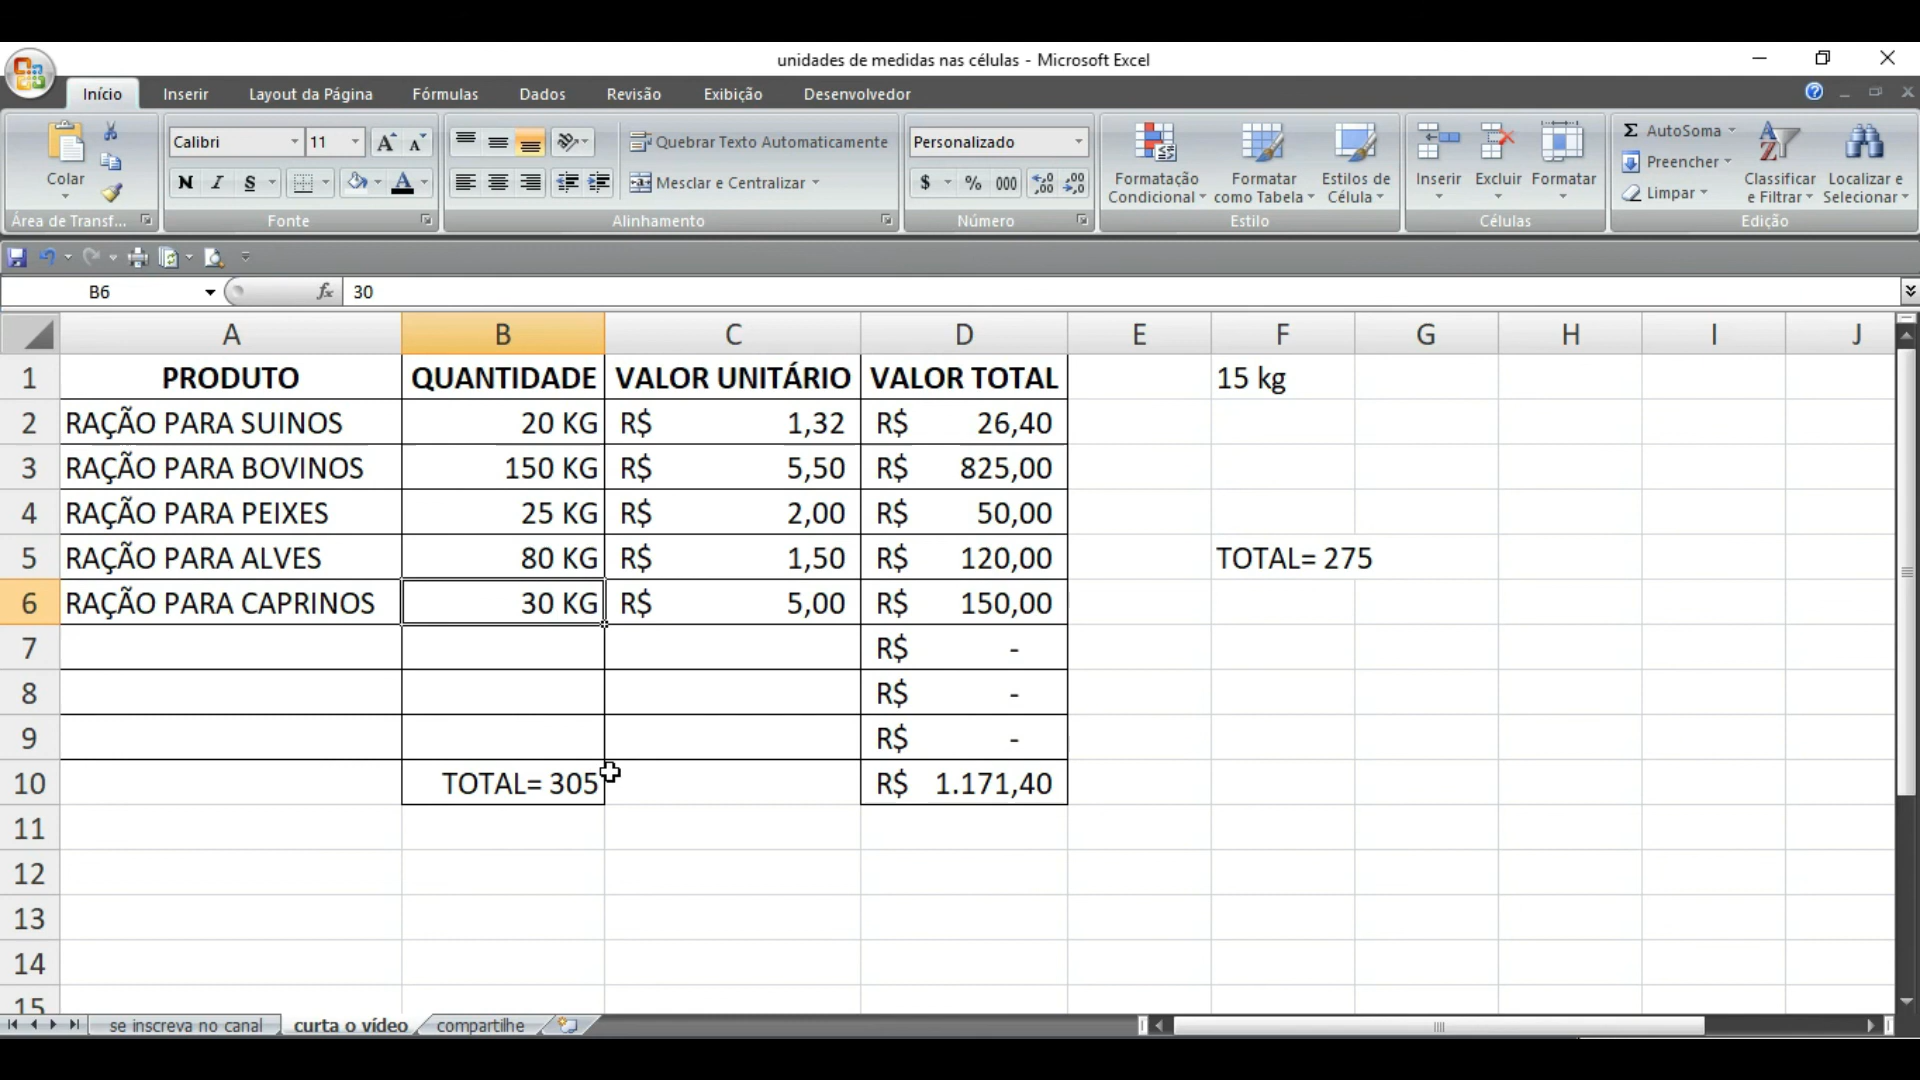 unidades de medidas nas células - Microsoft Excel
Início Inserir Layout da Página Fórmulas Dados Revisão Exibição Desenvolvedor
Colar
Área de Transf...
Calibri 11
N I S
Fonte
Quebrar Texto Automaticamente
Mesclar e Centralizar
Alinhamento
Personalizado
$ % 000 ,00 ,00
Número
Formatação Condicional
Formatar como Tabela
Estilos de Célula
Estilo
Inserir Excluir Formatar
Células
Σ AutoSoma
Preencher
Limpar
Classificar e Filtrar
Localizar e Selecionar
Edição
B6 fx 30
A B C D E F G H I J
1 PRODUTO QUANTIDADE VALOR UNITÁRIO VALOR TOTAL 15 kg
2 RAÇÃO PARA SUINOS 20 KG R$ 1,32 R$ 26,40
3 RAÇÃO PARA BOVINOS 150 KG R$ 5,50 R$ 825,00
4 RAÇÃO PARA PEIXES 25 KG R$ 2,00 R$ 50,00
5 RAÇÃO PARA ALVES 80 KG R$ 1,50 R$ 120,00 TOTAL= 275
6 RAÇÃO PARA CAPRINOS 30 KG R$ 5,00 R$ 150,00
7 R$ -
8 R$ -
9 R$ -
10 TOTAL= 305 R$ 1.171,40
11
12
13
14
15
se inscreva no canal curta o vídeo compartilhe